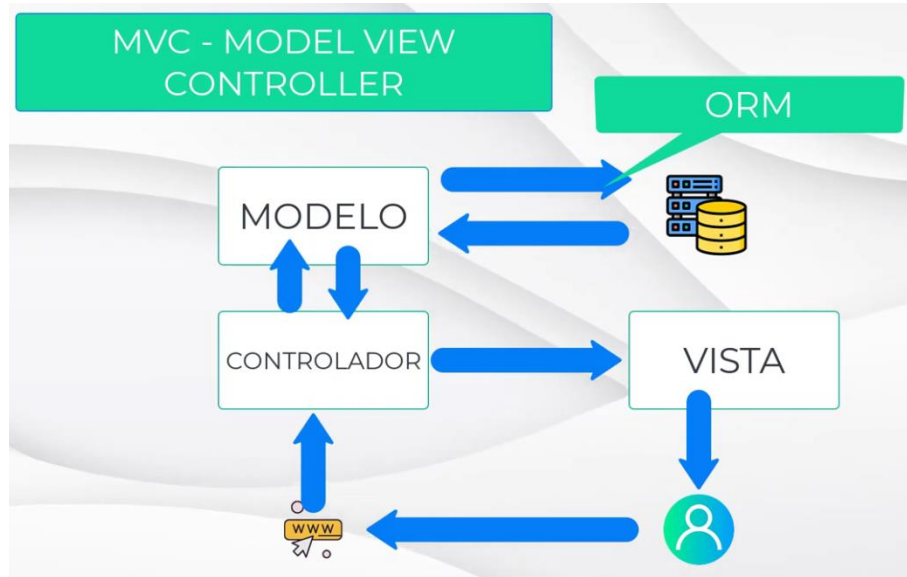 MVC - MODEL VIEW
CONTROLLER
ORM
MODELO
CONTROLADOR
VISTA
WWW